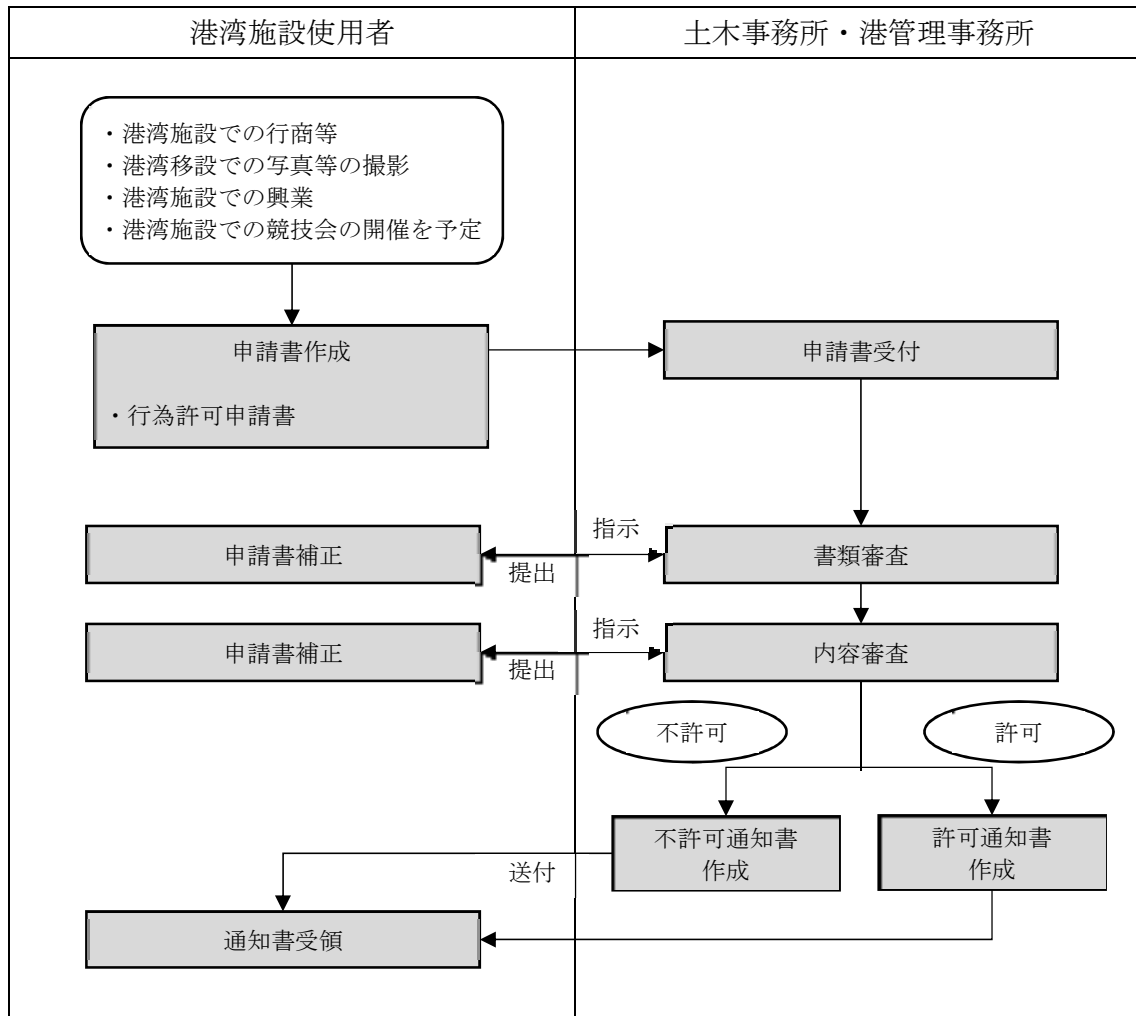 港湾施設使用者
土木事務所・港管理事務所
・港湾施設での行商等
・港湾移設での写真等の撮影
・港湾施設での興業
・港湾施設での競技会の開催を予定
申請書作成
・行為許可申請書
申請書受付
申請書補正
指示
提出
書類審査
申請書補正
指示
提出
内容審査
不許可
許可
不許可通知書
作成
許可通知書
作成
送付
通知書受領